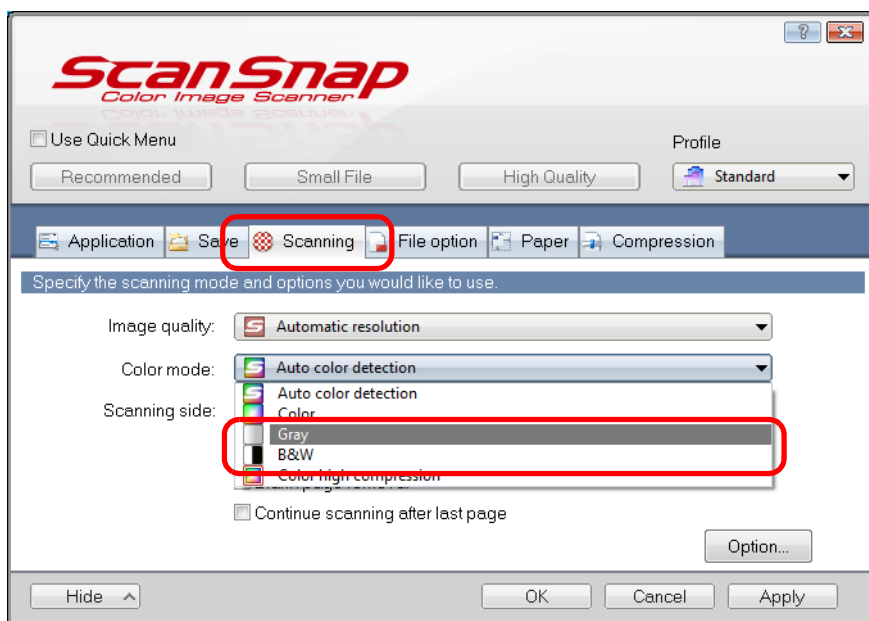 ScanSnap
Color Image Scanner
Use Quick Menu
Profile
Recommended Small File High Quality Standard
Application Save Scanning File option Paper Compression
Specify the scanning mode and options you would like to use.
Image quality: Automatic resolution
Color mode: Auto color detection
Auto color detection
Scanning side: Color
Gray
B&W
Color high compression
Blank page removal
Continue scanning after last page
Option...
Hide OK Cancel Apply